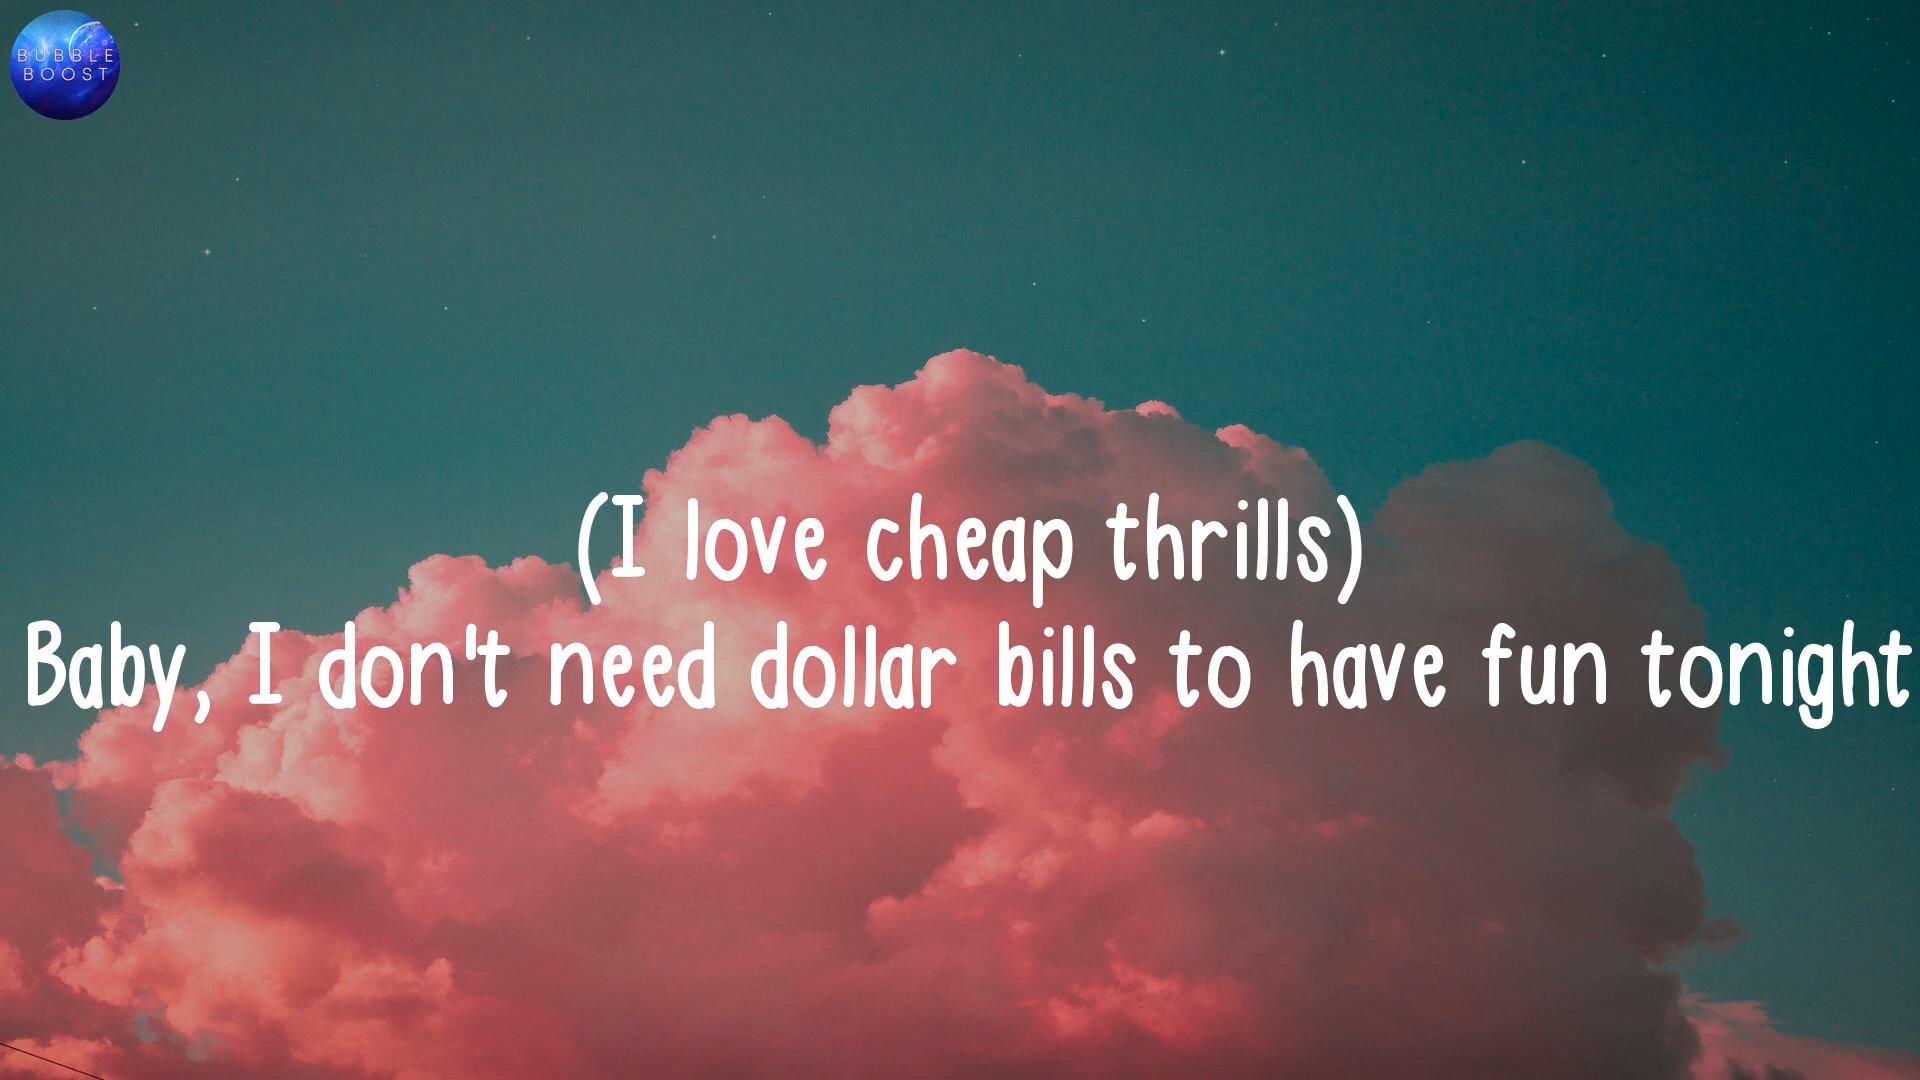 BUBBLE
BOOST
(I love cheap thrills)
Baby, I don't need dollar bills to have fun tonight